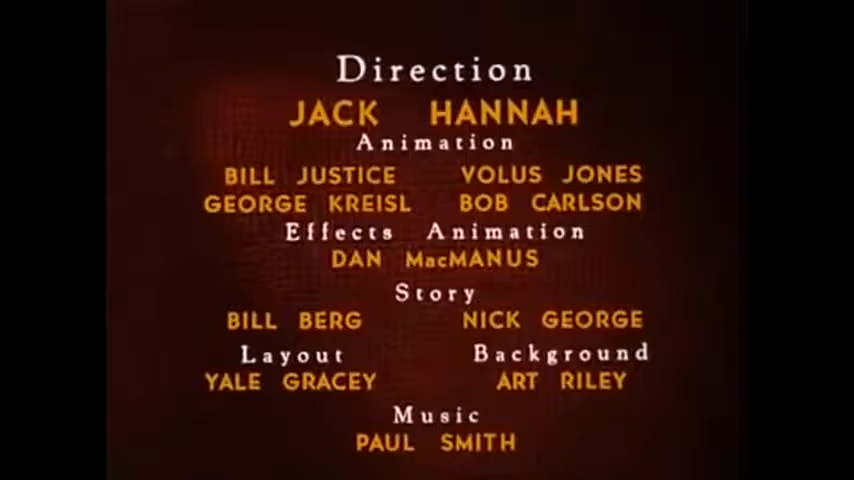 Direction
JACK HANNAH
Animation
BILL JUSTICE VOLUS JONES
GEORGE KREISL BOB CARLSON
Effects Animation
DAN MacMANUS
Story
BILL BERG NICK GEORGE
Layout Background
YALE GRACEY ART RILEY
Music
PAUL SMITH